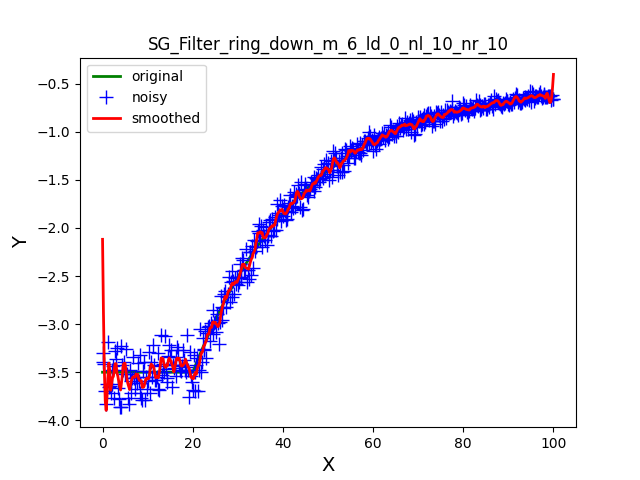 SG_Filter_ring_down_m_6_ld_0_nl_10_nr_10
original
noisy
smoothed
−0.5
−1.0
−1.5
−2.0
−2.5
−3.0
−3.5
−4.0
Y
0 20 40 60 80 100
X